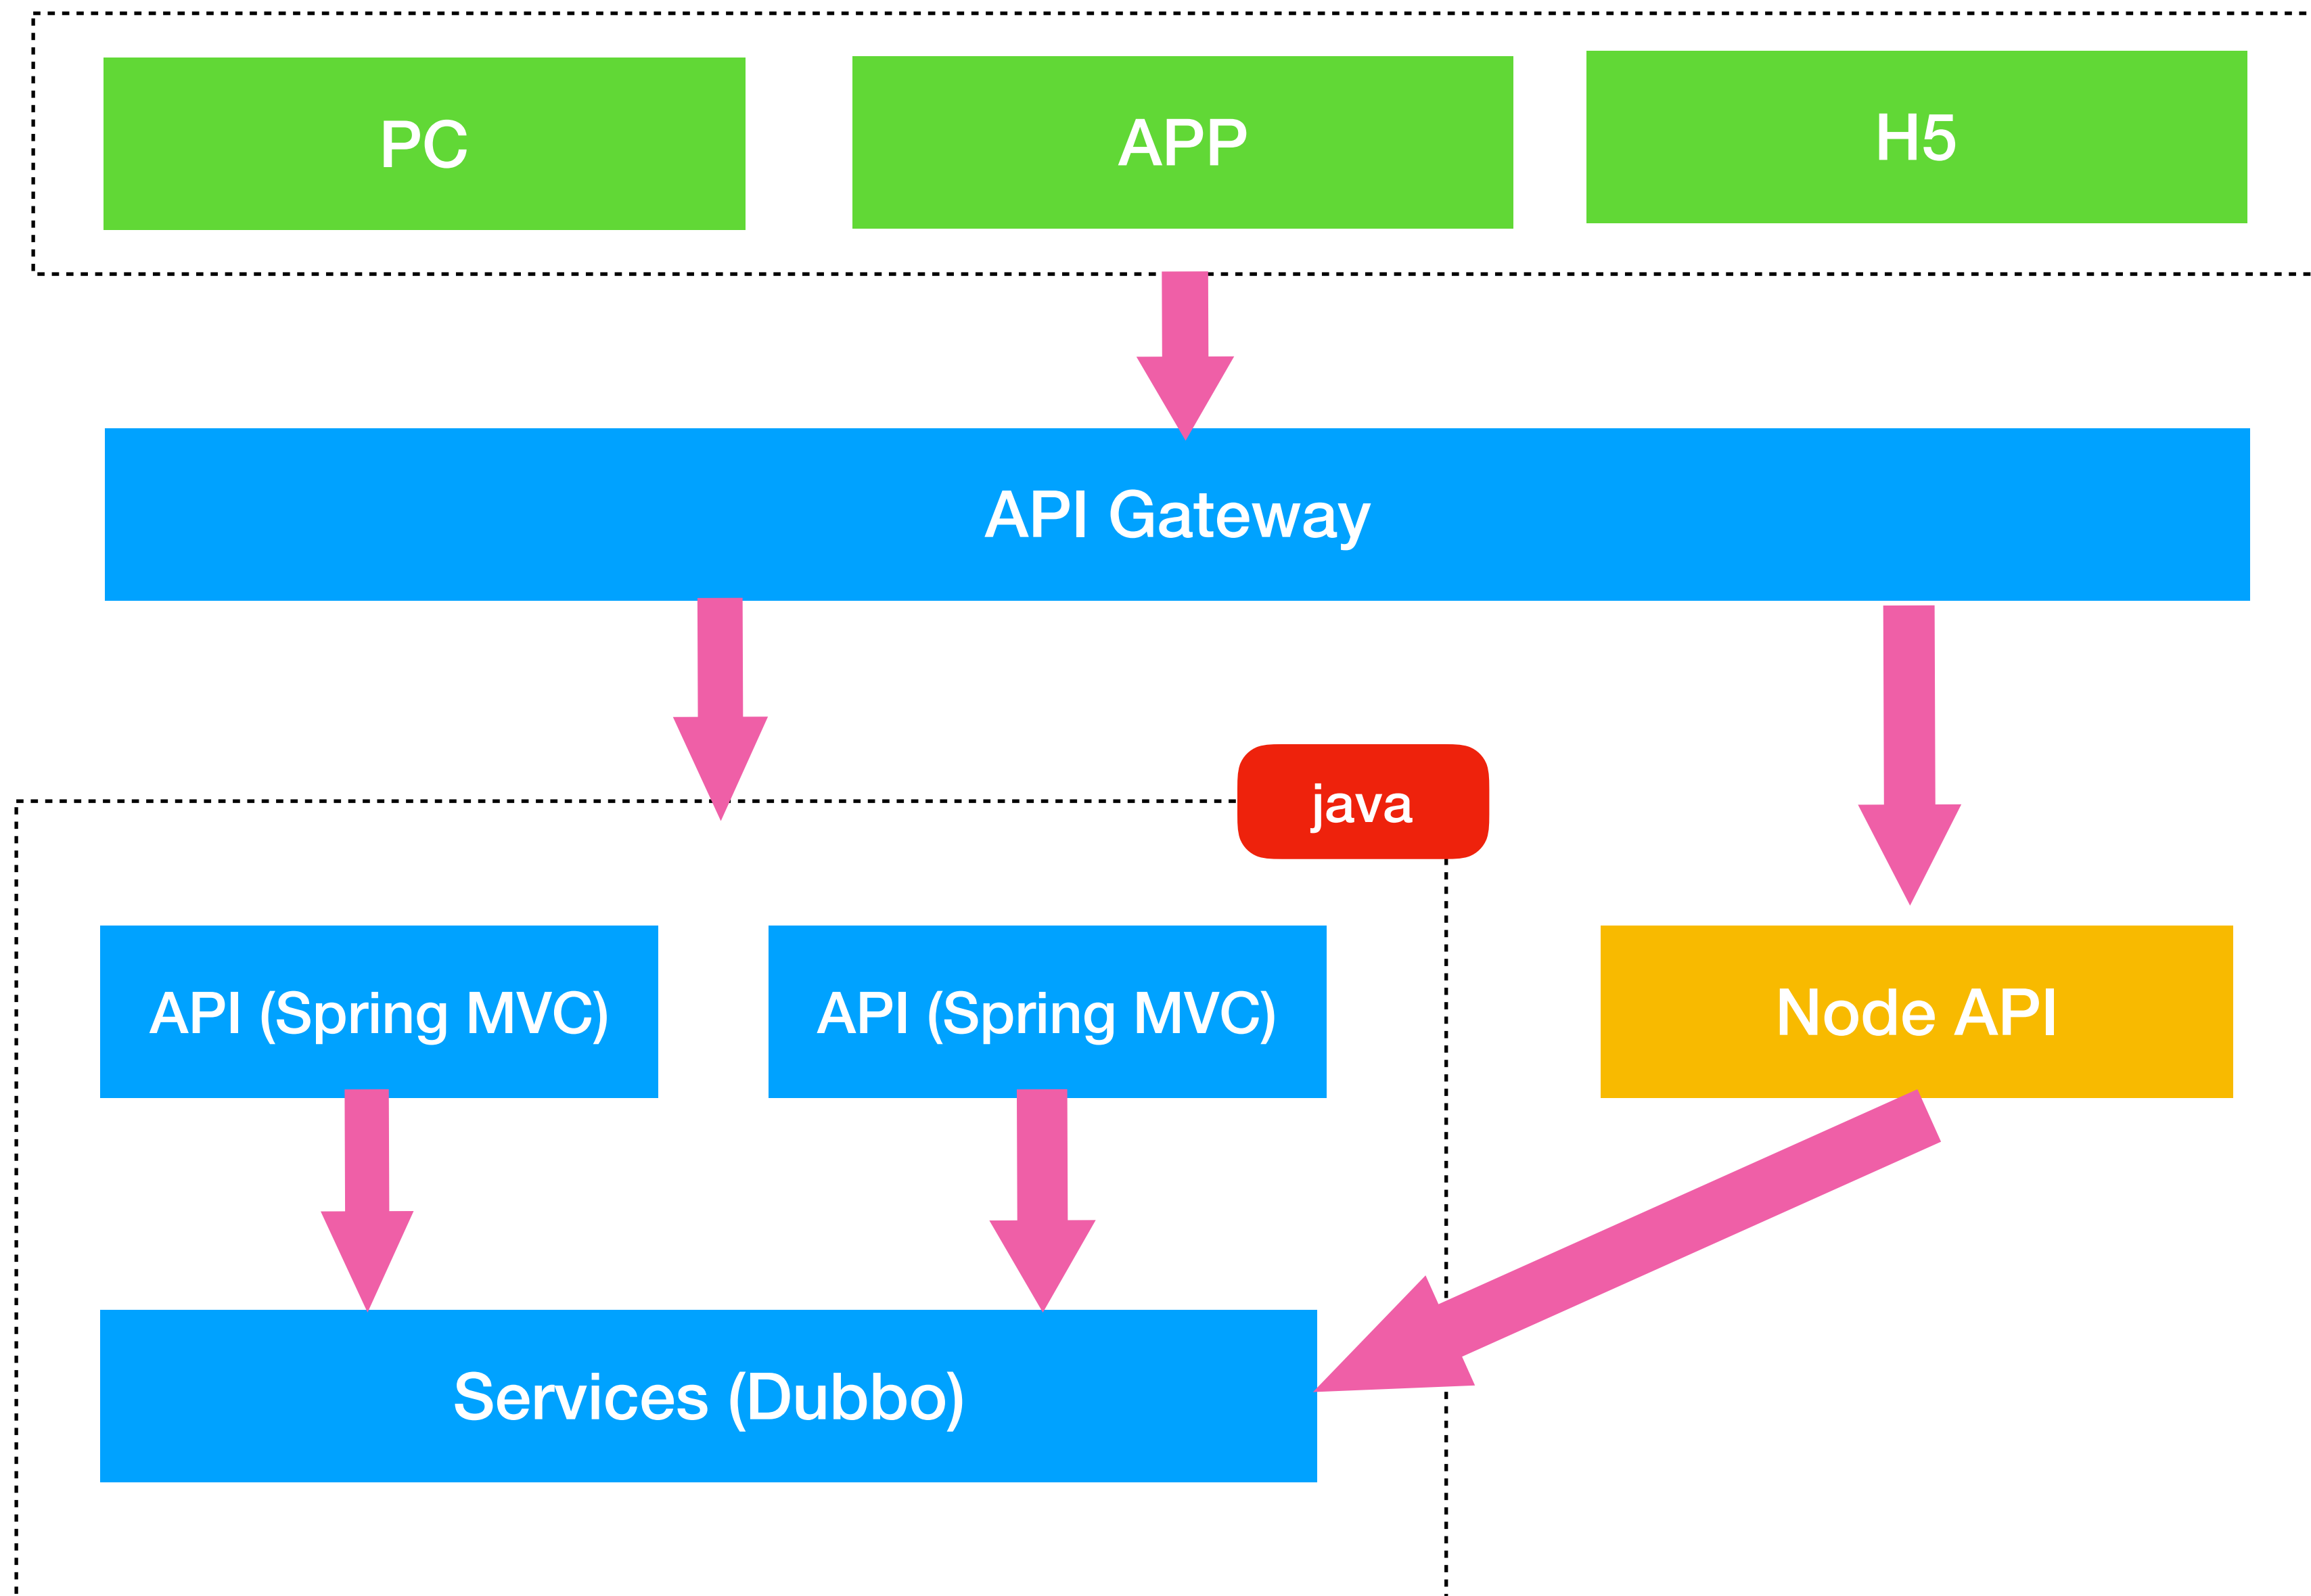 PC
APP
H5
API Gateway
java
API (Spring MVC)
API (Spring MVC)
Node API
Services (Dubbo)